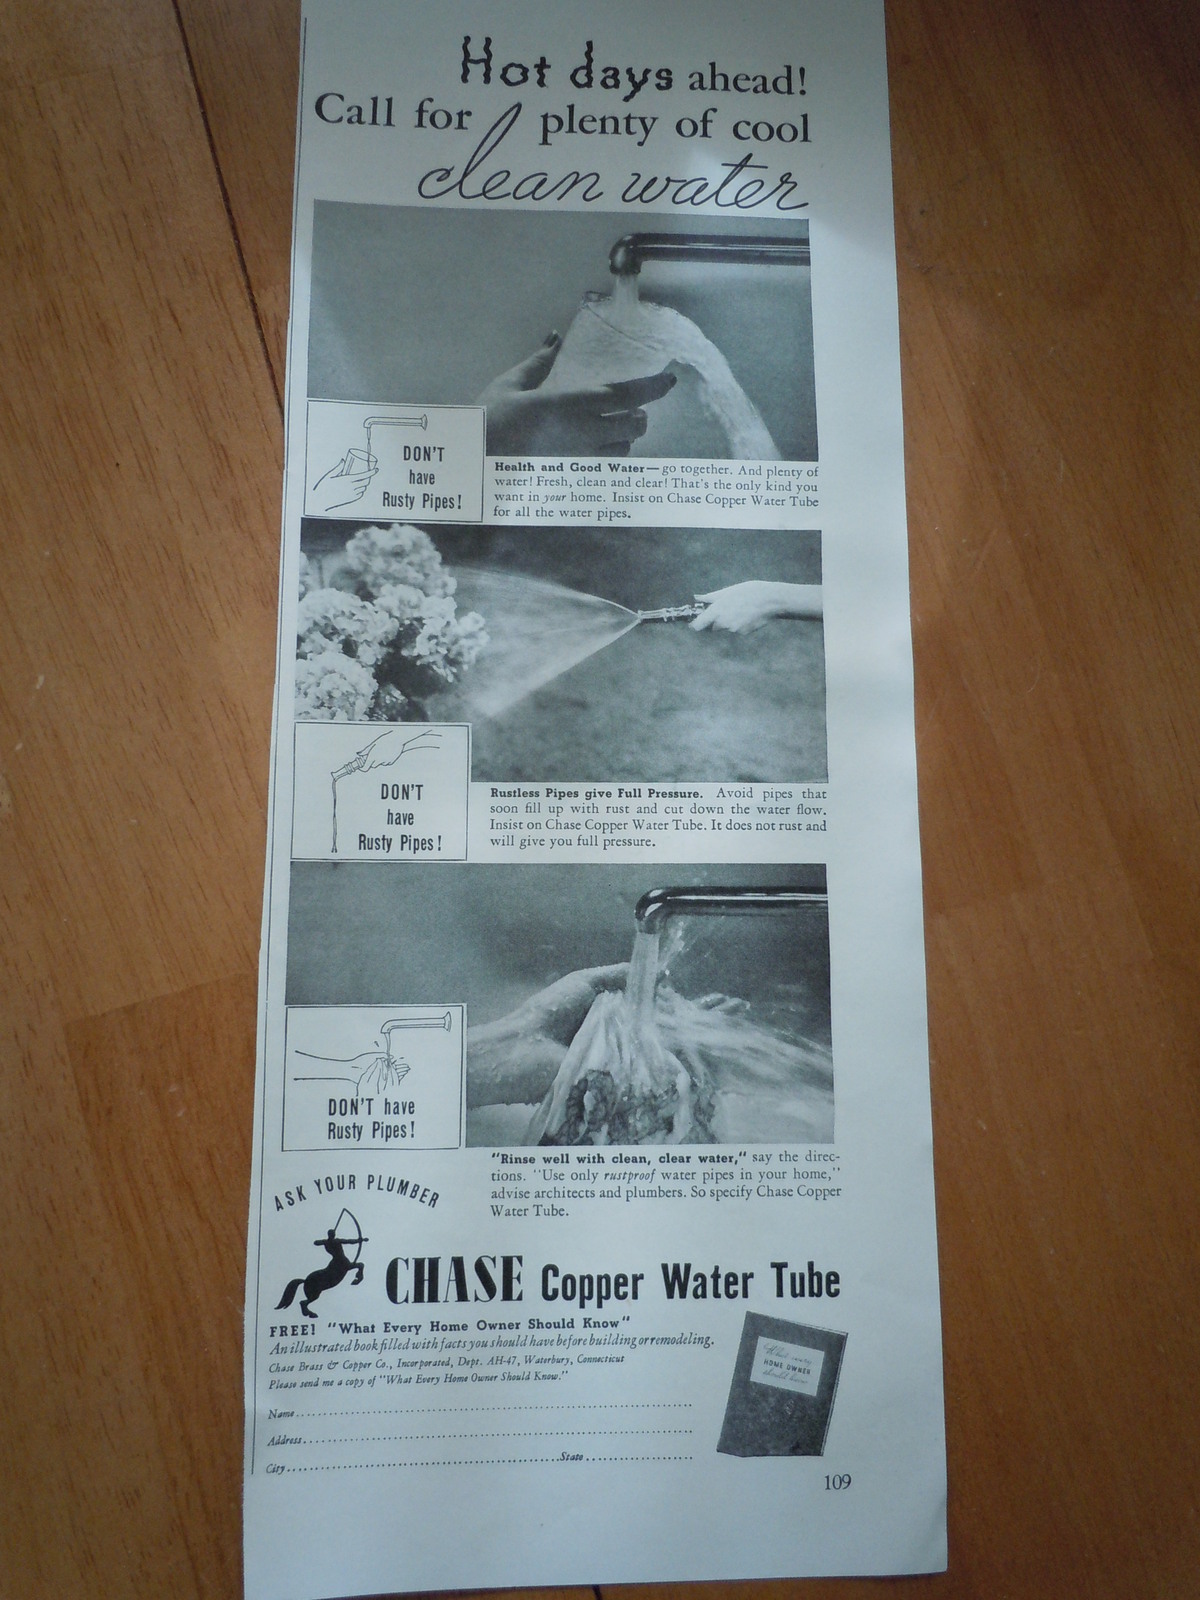 Hot days ahead!
Call for plenty of cool
clean water
DON'T
have
Rusty Pipes!
Health and Good Water—go together. And plenty of
water! Fresh, clean and clear! That's the only kind you
want in your home. Insist on Chase Copper Water Tube
for all the water pipes.
DON'T
have
Rusty Pipes!
Rustless Pipes give Full Pressure. Avoid pipes that
soon fill up with rust and cut down the water flow.
Insist on Chase Copper Water Tube. It does not rust and
will give you full pressure.
DON'T have
Rusty Pipes!
"Rinse well with clean, clear water," say the direc-
tions. "Use only rustproof water pipes in your home,"
advise architects and plumbers. So specify Chase Copper
Water Tube.
ASK YOUR PLUMBER
CHASE Copper Water Tube
FREE! "What Every Home Owner Should Know"
An illustrated book filled with facts you should have before building or remodeling.
Chase Brass & Copper Co., Incorporated, Dept. AH-47, Waterbury, Connecticut
Please send me a copy of "What Every Home Owner Should Know."
Name
Address
City State
What every
HOME OWNER
should know
109